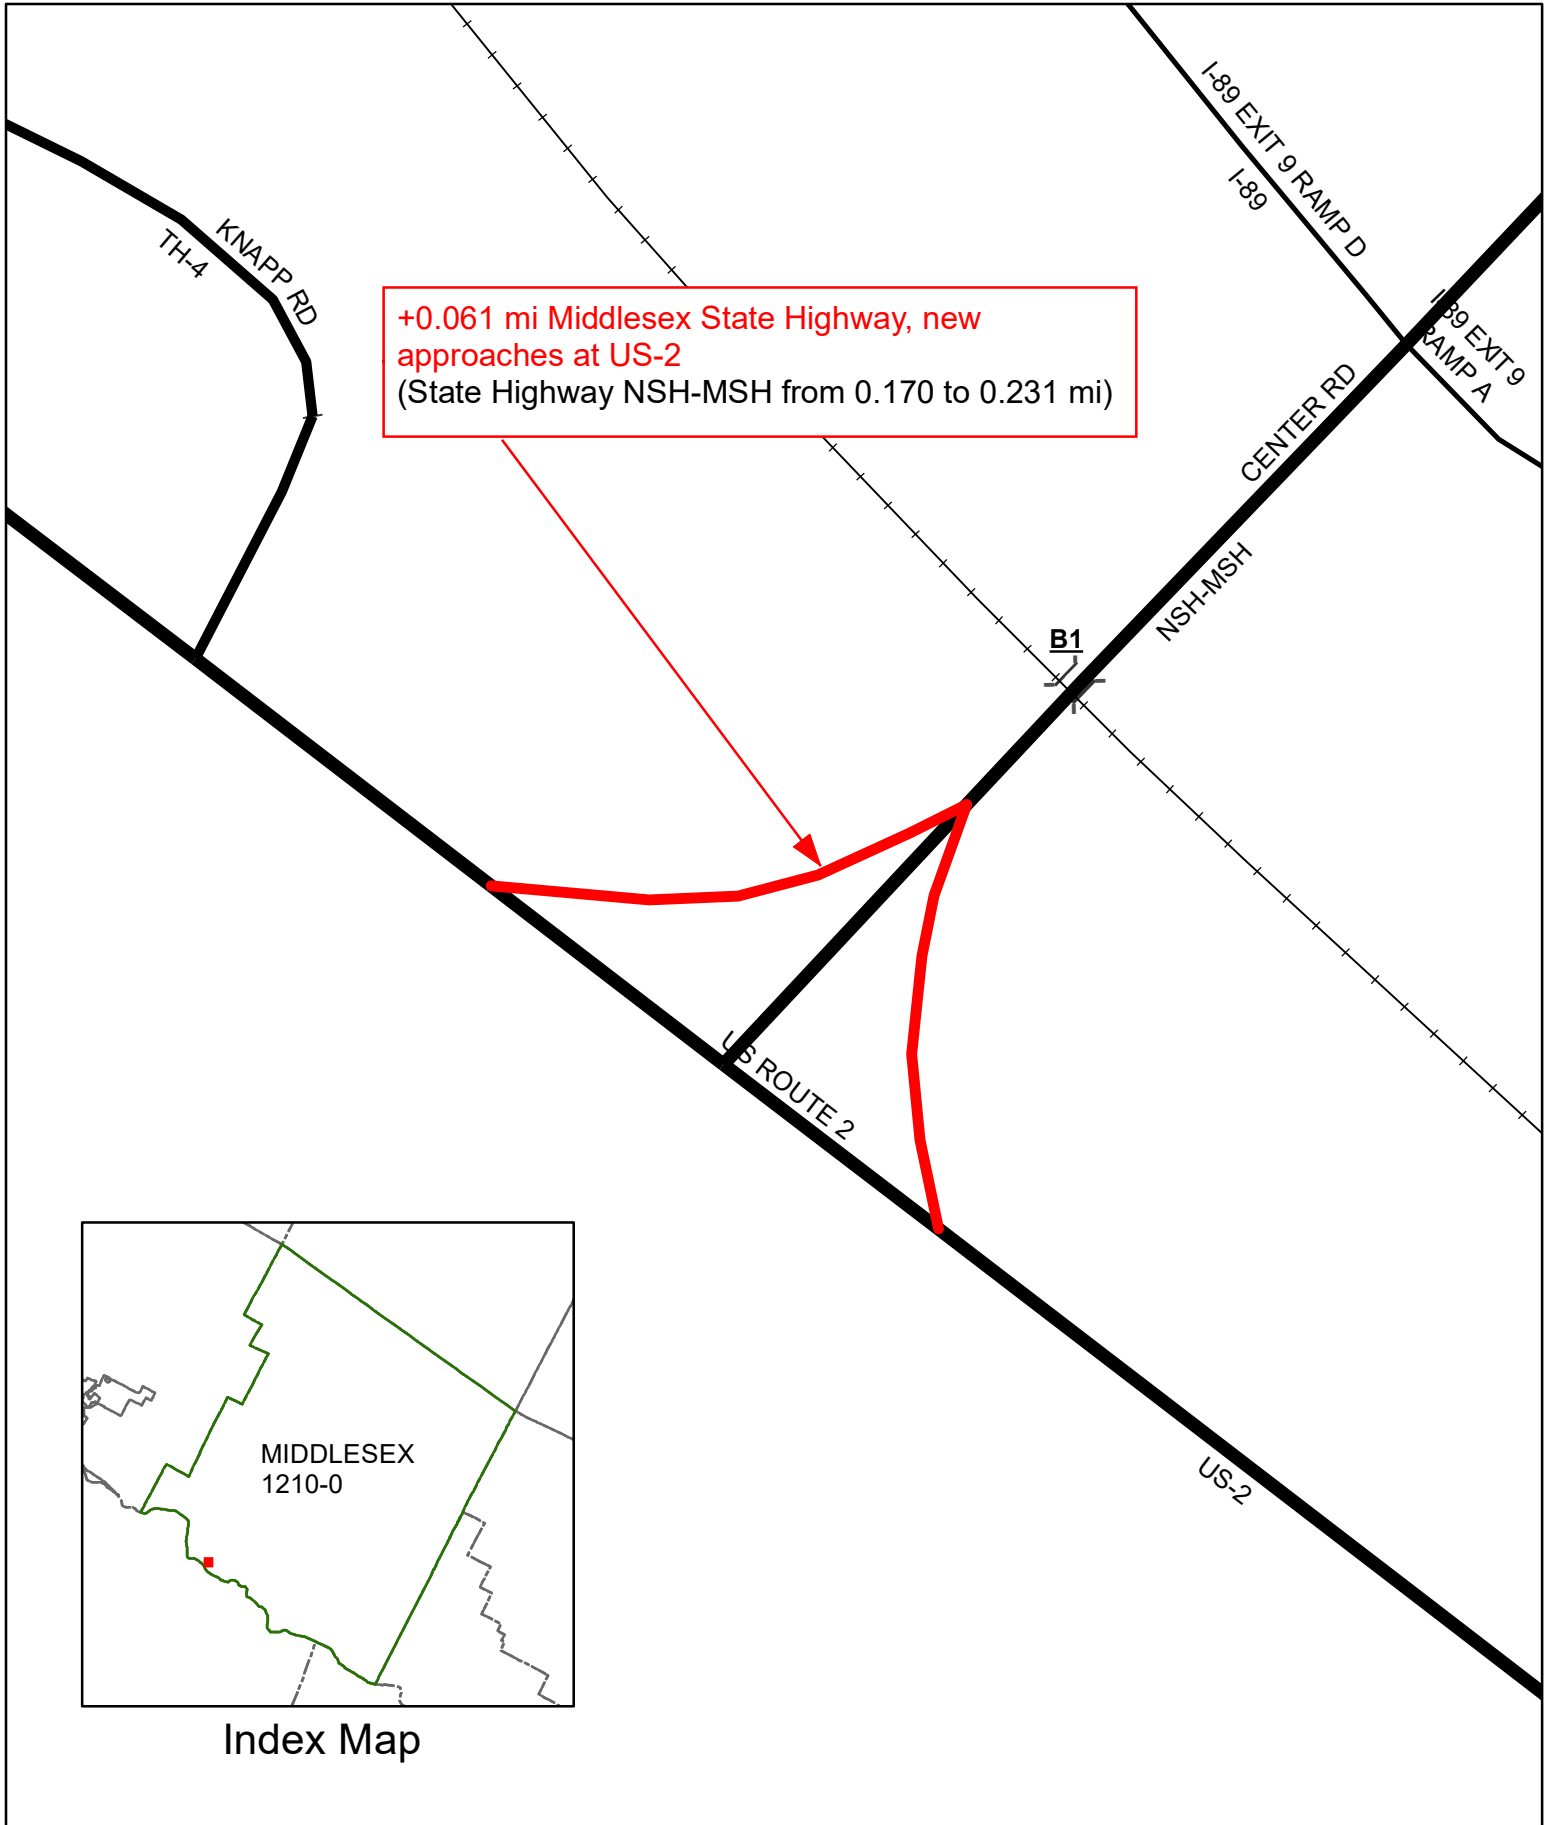 I-89 EXIT 9 RAMP D
I-89
KNAPP RD
TH-4
+0.061 mi Middlesex State Highway, new
approaches at US-2
(State Highway NSH-MSH from 0.170 to 0.231 mi)
I-89 EXIT 9
RAMP A
CENTER RD
NSH-MSH
B1
US ROUTE 2
US-2
MIDDLESEX
1210-0
Index Map